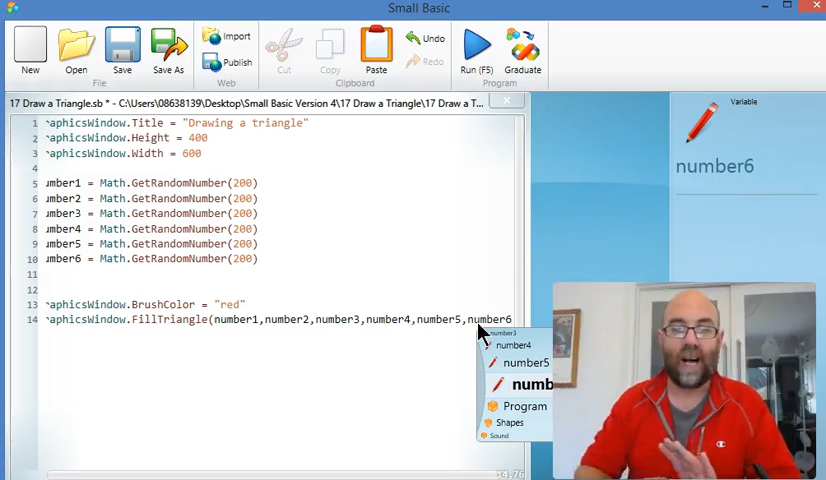 Small Basic
New
Open
Save
Save As
Import
Publish
Cut
Copy
Paste
Undo
Redo
Run (F5)
Graduate
File
Web
Clipboard
Program
17 Draw a Triangle.sb * - C:\Users\08638139\Desktop\Small Basic Version 4\17 Draw a Triangle\17 Draw a T...
1 aphicsWindow.Title = "Drawing a triangle"
2 aphicsWindow.Height = 400
3 aphicsWindow.Width = 600
4
5 umber1 = Math.GetRandomNumber(200)
6 umber2 = Math.GetRandomNumber(200)
7 umber3 = Math.GetRandomNumber(200)
8 umber4 = Math.GetRandomNumber(200)
9 umber5 = Math.GetRandomNumber(200)
10 umber6 = Math.GetRandomNumber(200)
11
12
13 aphicsWindow.BrushColor = "red"
14 aphicsWindow.FillTriangle(number1,number2,number3,number4,number5,number6
number3
number4
number5
numb
Program
Shapes
Sound
14,76
Variable
number6
Champion